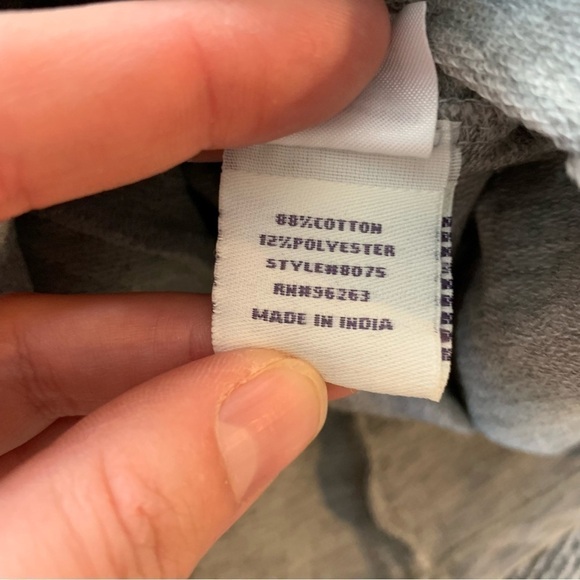 88%COTTON
12%POLYESTER
STYLE#8075
RN#96263
MADE IN INDIA